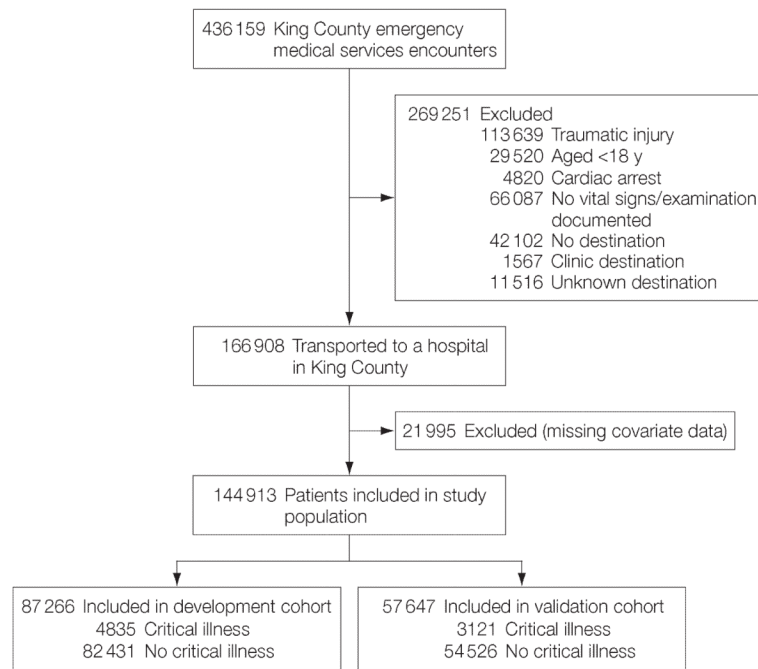 436 159 King County emergency
medical services encounters
269 251 Excluded
113 639 Traumatic injury
29 520 Aged <18 y
4820 Cardiac arrest
66 087 No vital signs/examination
documented
42 102 No destination
1567 Clinic destination
11 516 Unknown destination
166 908 Transported to a hospital
in King County
21 995 Excluded (missing covariate data)
144 913 Patients included in study
population
87 266 Included in development cohort
4835 Critical illness
82 431 No critical illness
57 647 Included in validation cohort
3121 Critical illness
54 526 No critical illness